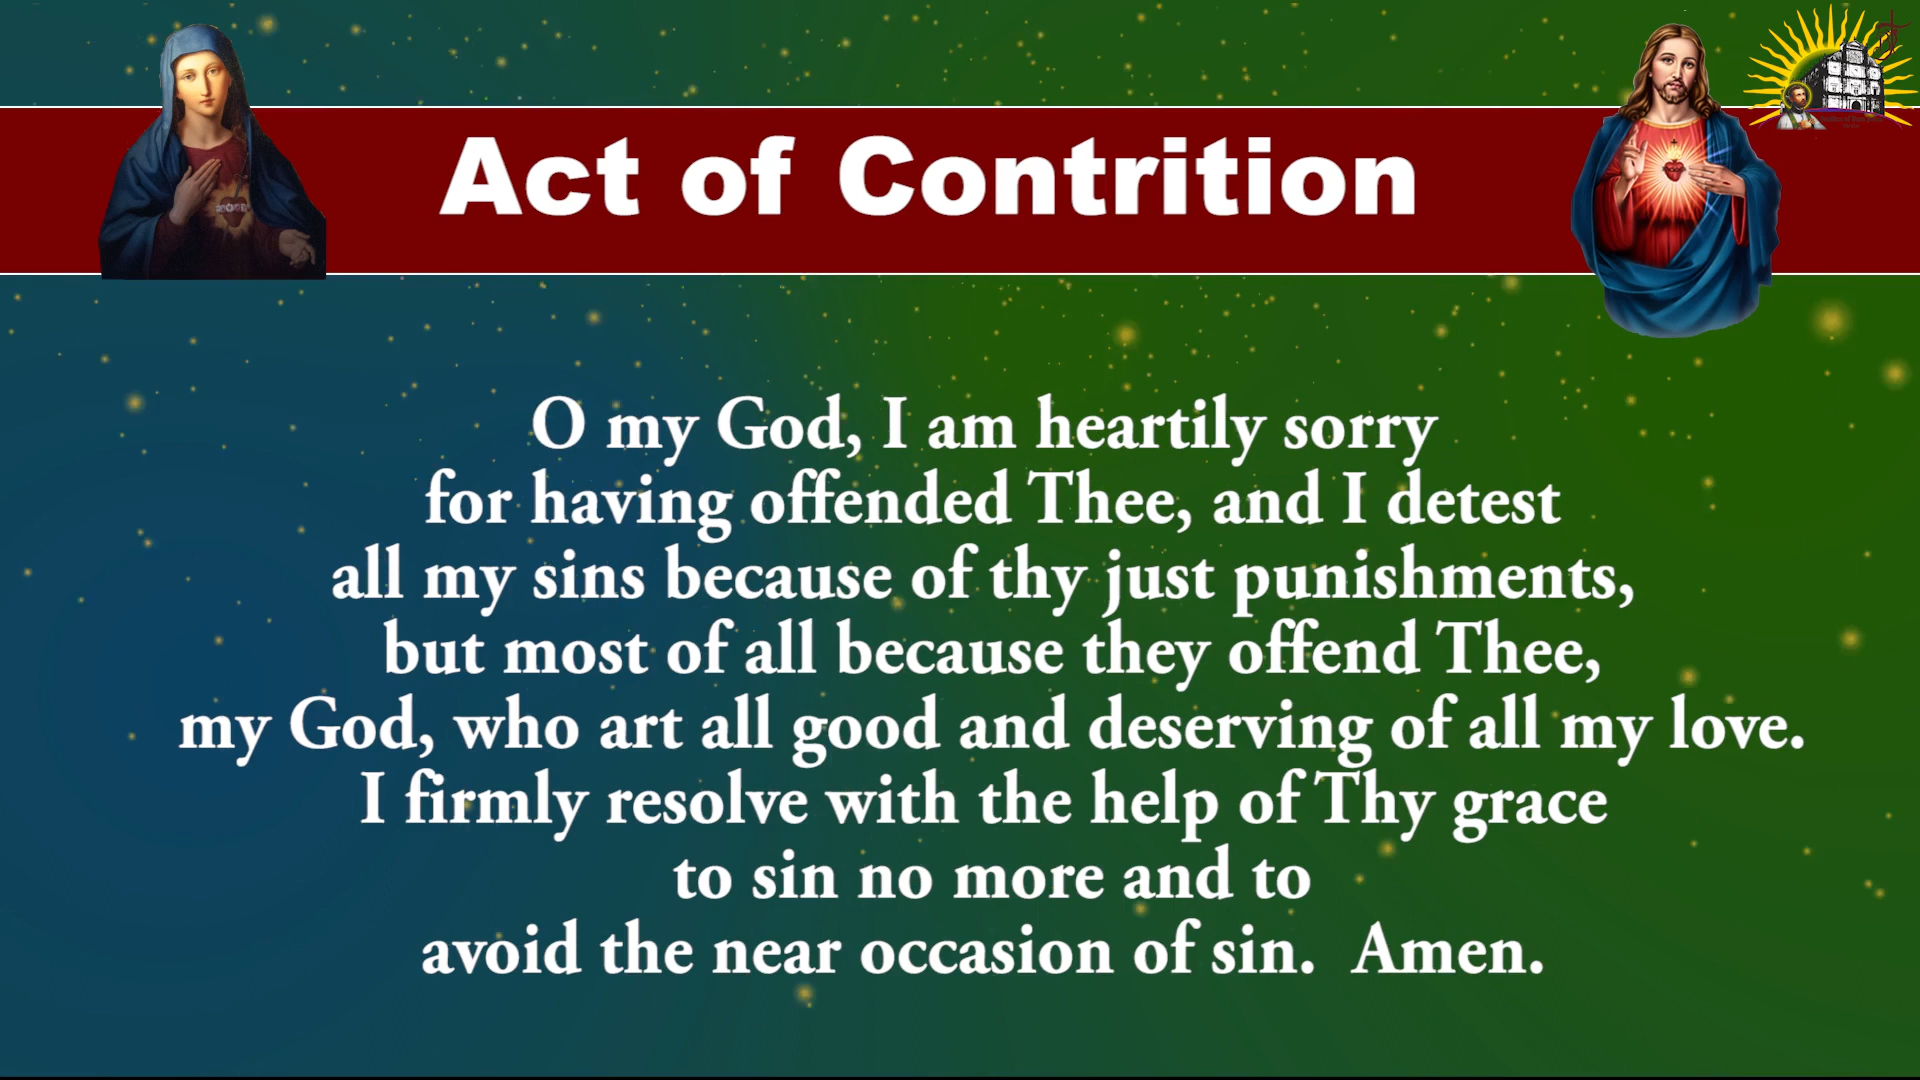 Act of Contrition
O my God, I am heartily sorry
for having offended Thee, and I detest
all my sins because of thy just punishments,
but most of all because they offend Thee,
my God, who art all good and deserving of all my love.
I firmly resolve with the help of Thy grace
to sin no more and to
avoid the near occasion of sin.  Amen.